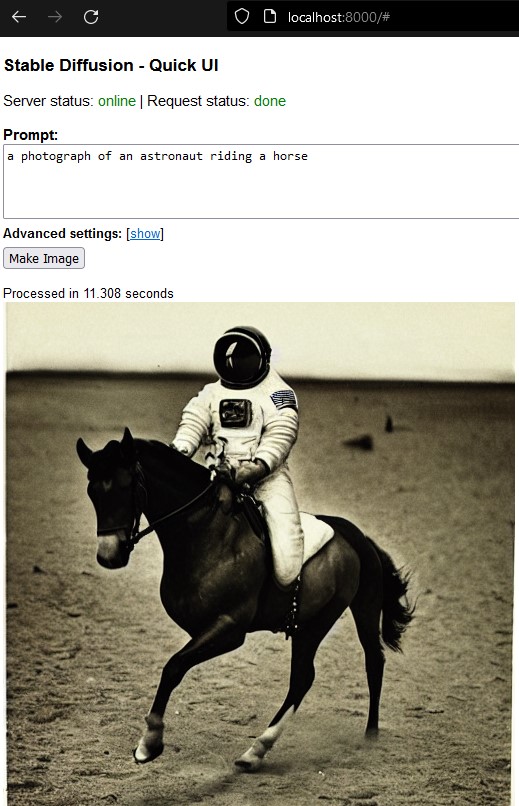 localhost:8000/#
Stable Diffusion - Quick UI
Server status: online | Request status: done
Prompt:
a photograph of an astronaut riding a horse
Advanced settings: [show]
Make Image
Processed in 11.308 seconds